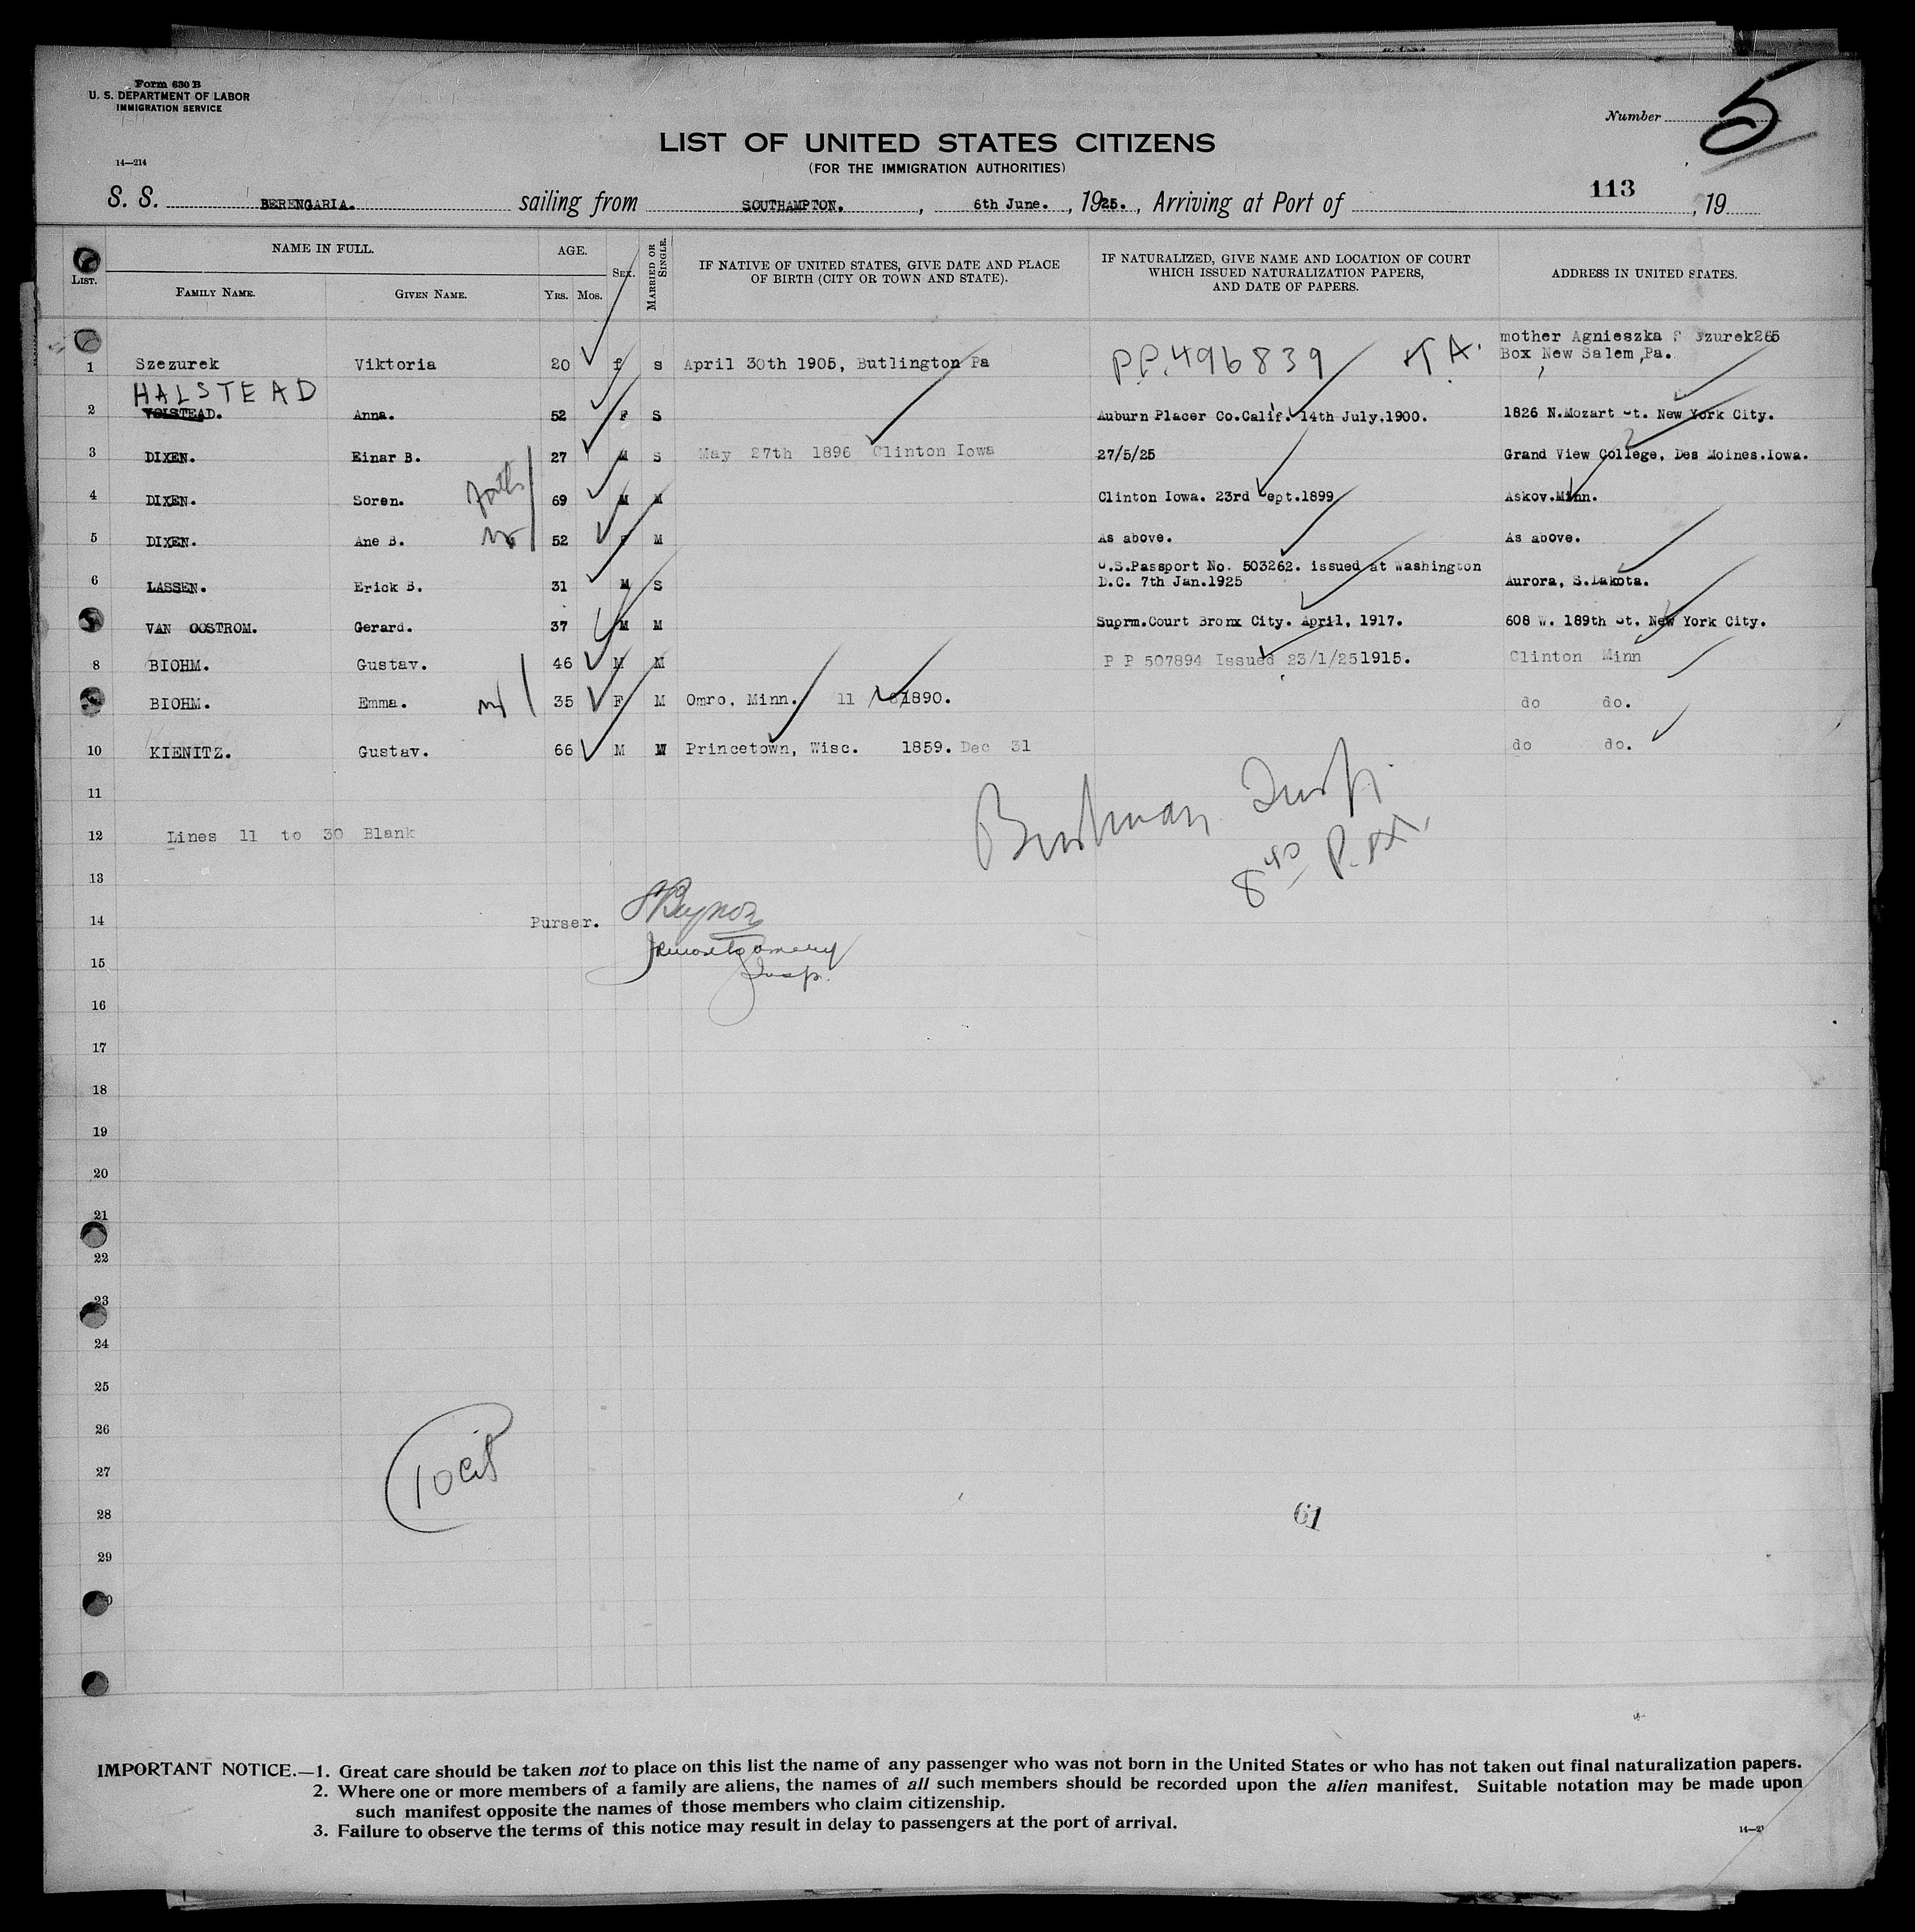 Form 630 B
U. S. DEPARTMENT OF LABOR
IMMIGRATION SERVICE
14—214
Number 5
LIST OF UNITED STATES CITIZENS
(FOR THE IMMIGRATION AUTHORITIES)
113
S. S. BERENGARIA. sailing from SOUTHAMPTON. , 6th June. , 1925. , Arriving at Port of , 19
LIST. NAME IN FULL. AGE. SEX. MARRIED OR SINGLE. IF NATIVE OF UNITED STATES, GIVE DATE AND PLACE OF BIRTH (CITY OR TOWN AND STATE). IF NATURALIZED, GIVE NAME AND LOCATION OF COURT WHICH ISSUED NATURALIZATION PAPERS, AND DATE OF PAPERS. ADDRESS IN UNITED STATES.
FAMILY NAME. GIVEN NAME. YRS. MOS.
mother Agnieszka
1 Szezurek Viktoria 20 f s April 30th 1905, Butlington Pa P.P. 496839 T.A. Box New Salem, Pa.
HALSTEAD
2 VOLSTEAD. Anna. 52 F S Auburn Placer Co.Calif. 14th July.1900. 1826 N.Mozart St. New York City.
3 DIXEN. Einar B. 27 M S May 27th 1896 Clinton Iowa 27/5/25 Grand View College, Des Moines.Iowa.
4 DIXEN. Soren. 69 M M Clinton Iowa. 23rd Sept.1899 Askov.Minn.
5 DIXEN. Ane B. 52 F M As above. As above.
U.S.Passport No. 503262. issued at Washington
6 LASSEN. Erick B. 31 M S D.C. 7th Jan.1925 Aurora, S.Dakota.
VAN OOSTROM. Gerard. 37 M M Suprm.Court Bronx City. April, 1917. 608 W. 189th St. New York City.
8 BIOHM. Gustav. 46 M M P P 507894 Issued 23/1/251915. Clinton Minn
BIOHM. Emma. 35 F M Omro, Minn. 11 1890. do do.
10 KIENITZ. Gustav. 66 M Princetown, Wisc. 1859. Dec 31 do do.
11
12 Lines 11 to 30 Blank
8 40 P.M.
13
14 Purser.
JR Montgomery
15
Insp.
16
17
18
19
20
21
22
23
24
25
26
27 10 cit
28 61
29
IMPORTANT NOTICE.—1. Great care should be taken not to place on this list the name of any passenger who was not born in the United States or who has not taken out final naturalization papers.
2. Where one or more members of a family are aliens, the names of all such members should be recorded upon the alien manifest. Suitable notation may be made upon
such manifest opposite the names of those members who claim citizenship.
3. Failure to observe the terms of this notice may result in delay to passengers at the port of arrival.